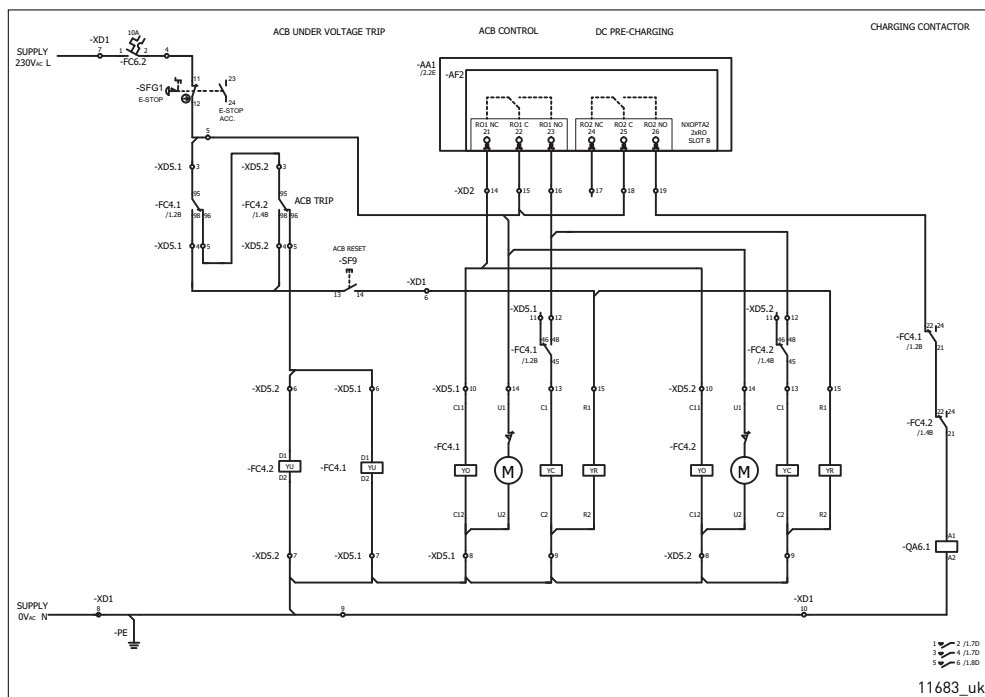 ACB UNDER VOLTAGE TRIP
ACB CONTROL
DC PRE-CHARGING
CHARGING CONTACTOR
SUPPLY
230VAC L
-XD1
7
10A
1 2
-FC6.2
4
-SFG1
E-STOP
11
12
23
24
E-STOP
ACC.
5
-AA1
/2.2E
-AF2
RO1 NC
21
RO1 C
22
RO1 NO
23
RO2 NC
24
RO2 C
25
RO2 NO
26
NXOPTA2
2xRO
SLOT B
-XD5.1 3
-XD5.2 3
-XD2 14 15 16 17 18 19
95
-FC4.1
/1.2B
98 96
95
-FC4.2
/1.4B
98 96
ACB TRIP
-XD5.1 4 5
-XD5.2 4 5
ACB RESET
-SF9
13 14
-XD1
6
-XD5.1
11 12
46 48
-FC4.1
/1.2B
45
-XD5.2
11 12
46 48
-FC4.2
/1.4B
45
22 24
-FC4.1
/1.2B
21
22 24
-FC4.2
/1.4B
21
-XD5.2 6
-XD5.1 6
-XD5.1 10 14 13 15
-XD5.2 10 14 13 15
C11 U1 C1 R1
C11 U1 C1 R1
-FC4.1
-FC4.2
D1
-FC4.2 YU
D2
D1
-FC4.1 YU
D2
YO M YC YR
YO M YC YR
C12 U2 C2 R2
C12 U2 C2 R2
-QA6.1
A1
A2
-XD5.2 7
-XD5.1 7
-XD5.1 8 9
-XD5.2 8 9
SUPPLY
0VAC N
-XD1
8
9
-XD1
10
-PE
1 2 /1.7D
3 4 /1.7D
5 6 /1.8D
11683_uk